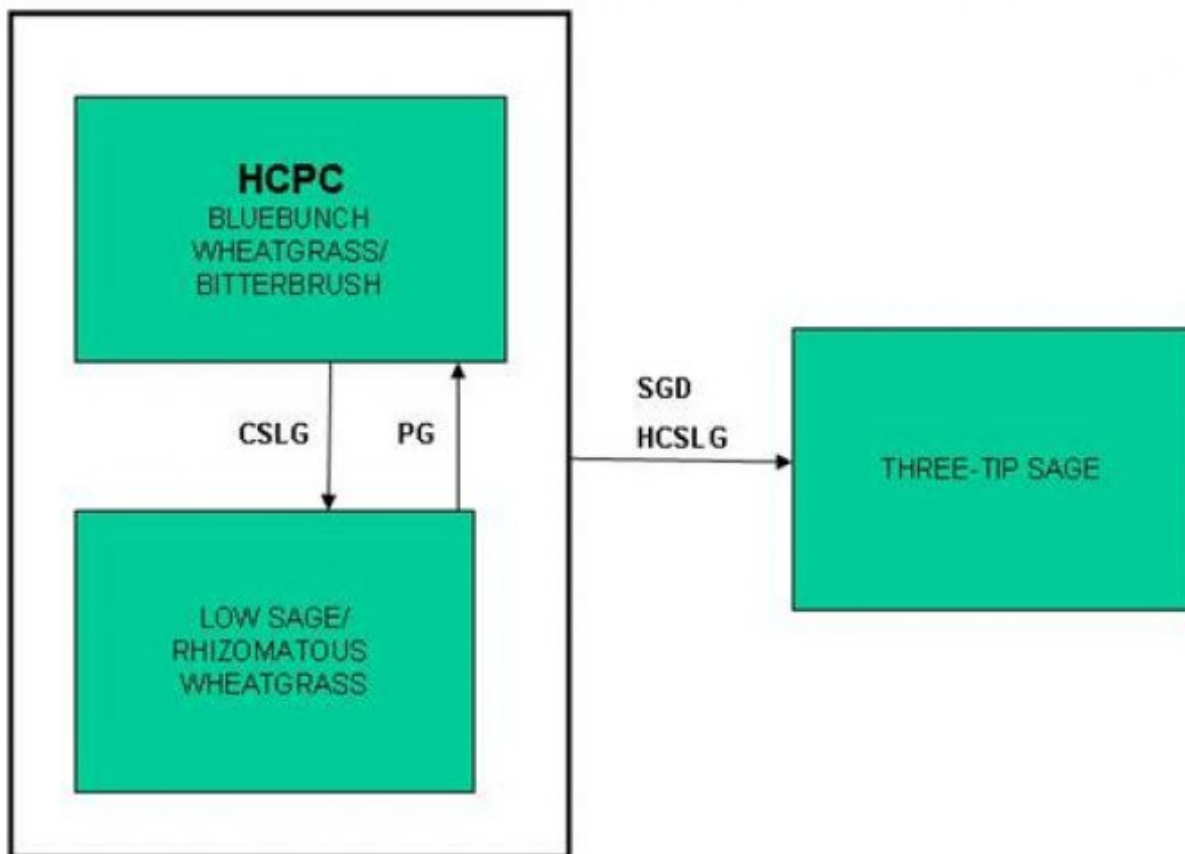 HCPC
BLUEBUNCH
WHEATGRASS/
BITTERBRUSH
CSLG
PG
LOW SAGE/
RHIZOMATOUS
WHEATGRASS
SGD
HCSLG
THREE-TIP SAGE